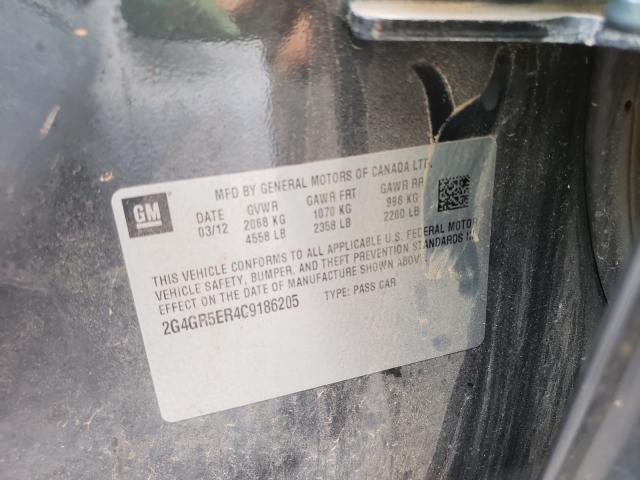 MFD BY GENERAL MOTORS OF CANADA LTD.
GM
DATE GVWR GAWR FRT GAWR RR
03/12 2068 KG 1070 KG 998 KG
4558 LB 2358 LB 2200 LB
THIS VEHICLE CONFORMS TO ALL APPLICABLE U.S. FEDERAL MOTOR
VEHICLE SAFETY, BUMPER, AND THEFT PREVENTION STANDARDS IN
EFFECT ON THE DATE OF MANUFACTURE SHOWN ABOVE
2G4GR5ER4C9186205 TYPE: PASS CAR